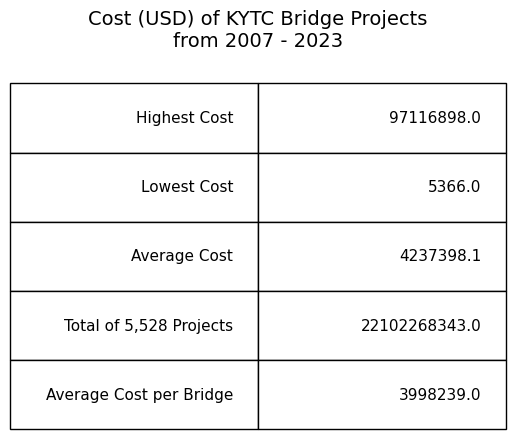 Cost (USD) of KYTC Bridge Projects
from 2007 - 2023
Highest Cost 97116898.0
Lowest Cost 5366.0
Average Cost 4237398.1
Total of 5,528 Projects 22102268343.0
Average Cost per Bridge 3998239.0